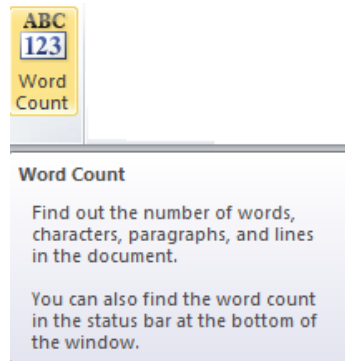 ABC
123
Word
Count
Word Count
Find out the number of words,
characters, paragraphs, and lines
in the document.
You can also find the word count
in the status bar at the bottom of
the window.